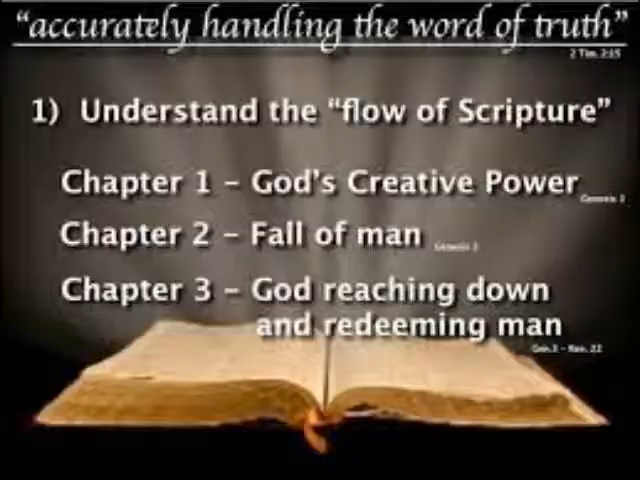 “accurately handling the word of truth”
2 Tim. 2:15
1) Understand the “flow of Scripture”
Chapter 1 – God’s Creative Power
Genesis
Chapter 2 – Fall of man
Genesis
Chapter 3 – God reaching down
and redeeming man
Gen.3 – Rev. 22